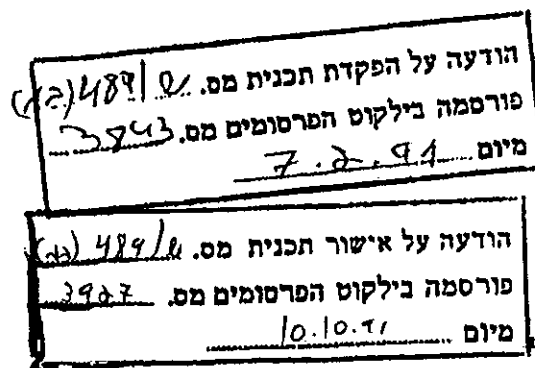 הודעה על הפקדת תכנית מס. ש/489
פורסמה בילקוט הפרסומים מס. 3843
מיום 7.2.91
הודעה על אישור תכנית מס. ש/489
פורסמה בילקוט הפרסומים מס. 3927
מיום 10.10.91